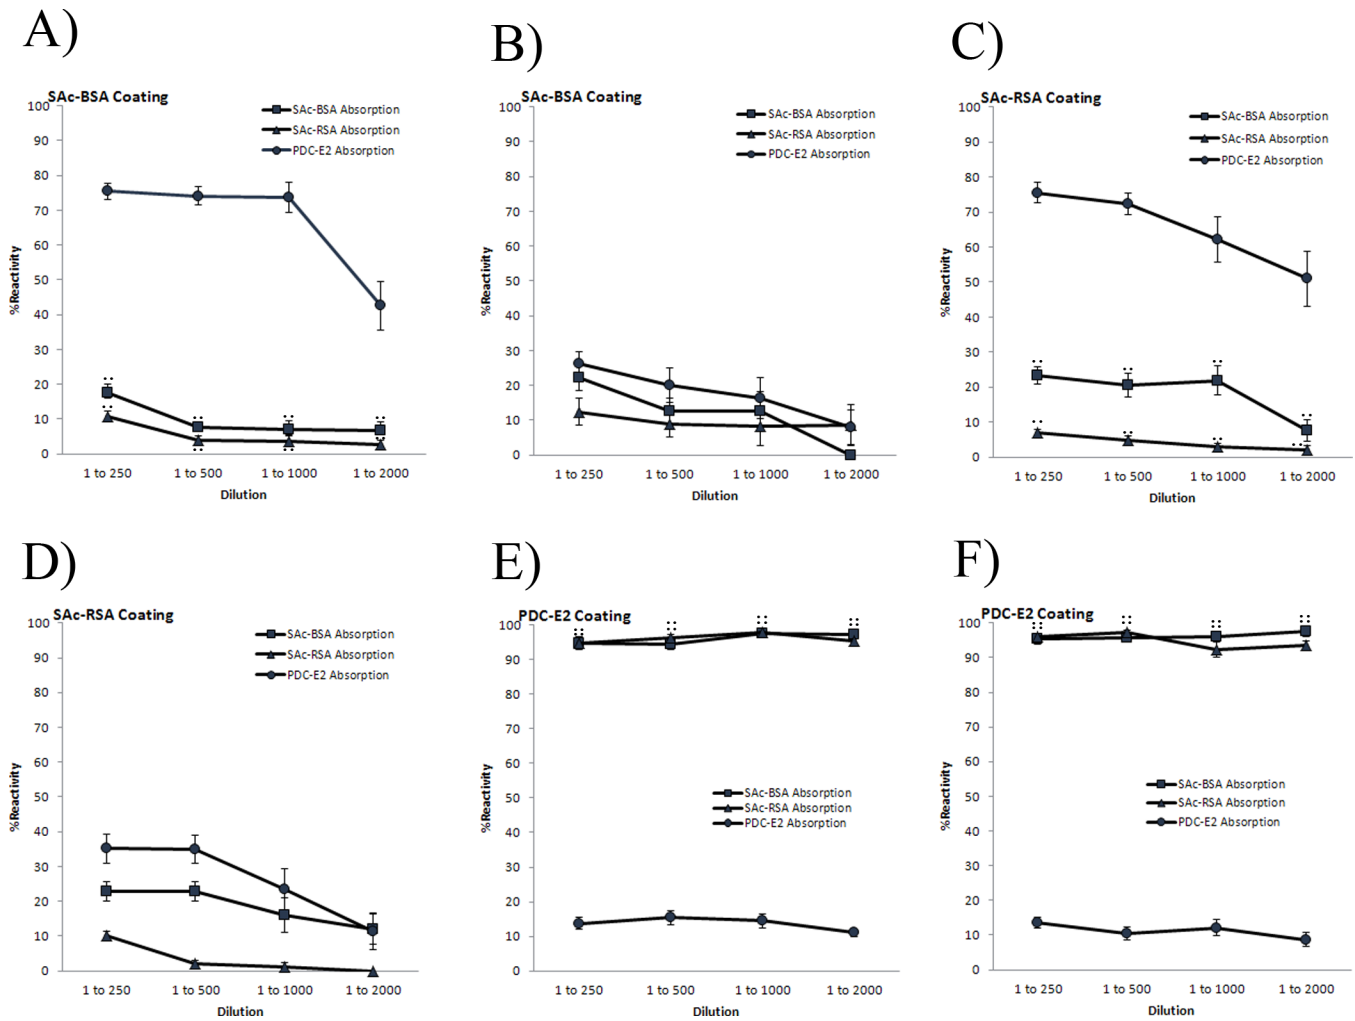 A)
SAc-BSA Coating
SAc-BSA Absorption
SAc-RSA Absorption
PDC-E2 Absorption
%Reactivity
100
90
80
70
60
50
40
30
20
10
0
1 to 250 1 to 500 1 to 1000 1 to 2000
Dilution
B)
SAc-BSA Coating
SAc-BSA Absorption
SAc-RSA Absorption
PDC-E2 Absorption
%Reactivity
100
90
80
70
60
50
40
30
20
10
0
1 to 250 1 to 500 1 to 1000 1 to 2000
Dilution
C)
SAc-RSA Coating
SAc-BSA Absorption
SAc-RSA Absorption
PDC-E2 Absorption
%Reactivity
100
90
80
70
60
50
40
30
20
10
0
1 to 250 1 to 500 1 to 1000 1 to 2000
Dilution
D)
SAc-RSA Coating
SAc-BSA Absorption
SAc-RSA Absorption
PDC-E2 Absorption
%Reactivity
100
90
80
70
60
50
40
30
20
10
0
1 to 250 1 to 500 1 to 1000 1 to 2000
Dilution
E)
PDC-E2 Coating
SAc-BSA Absorption
SAc-RSA Absorption
PDC-E2 Absorption
%Reactivity
100
90
80
70
60
50
40
30
20
10
0
1 to 250 1 to 500 1 to 1000 1 to 2000
Dilution
F)
PDC-E2 Coating
SAc-BSA Absorption
SAc-RSA Absorption
PDC-E2 Absorption
%Reactivity
100
90
80
70
60
50
40
30
20
10
0
1 to 250 1 to 500 1 to 1000 1 to 2000
Dilution